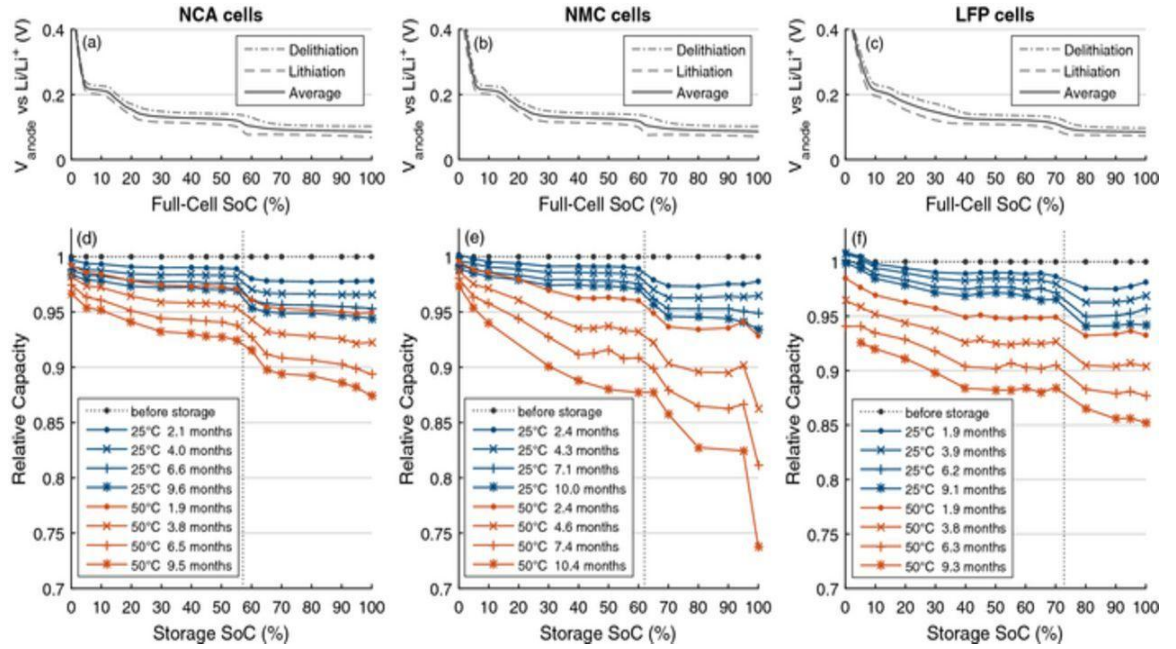 NCA cells
NMC cells
LFP cells
V anode vs Li/Li+ (V)
0.4
0.2
0
(a)
Delithiation
Lithiation
Average
0 10 20 30 40 50 60 70 80 90 100
Full-Cell SoC (%)
V anode vs Li/Li+ (V)
0.4
0.2
0
(b)
Delithiation
Lithiation
Average
0 10 20 30 40 50 60 70 80 90 100
Full-Cell SoC (%)
V anode vs Li/Li+ (V)
0.4
0.2
0
(c)
Delithiation
Lithiation
Average
0 10 20 30 40 50 60 70 80 90 100
Full-Cell SoC (%)
Relative Capacity
1
0.95
0.9
0.85
0.8
0.75
0.7
(d)
before storage
25°C 2.1 months
25°C 4.0 months
25°C 6.6 months
25°C 9.6 months
50°C 1.9 months
50°C 3.8 months
50°C 6.5 months
50°C 9.5 months
0 10 20 30 40 50 60 70 80 90 100
Storage SoC (%)
Relative Capacity
1
0.95
0.9
0.85
0.8
0.75
0.7
(e)
before storage
25°C 2.4 months
25°C 4.3 months
25°C 7.1 months
25°C 10.0 months
50°C 2.4 months
50°C 4.6 months
50°C 7.4 months
50°C 10.4 months
0 10 20 30 40 50 60 70 80 90 100
Storage SoC (%)
Relative Capacity
1
0.95
0.9
0.85
0.8
0.75
0.7
(f)
before storage
25°C 1.9 months
25°C 3.9 months
25°C 6.2 months
25°C 9.1 months
50°C 1.9 months
50°C 3.8 months
50°C 6.3 months
50°C 9.3 months
0 10 20 30 40 50 60 70 80 90 100
Storage SoC (%)